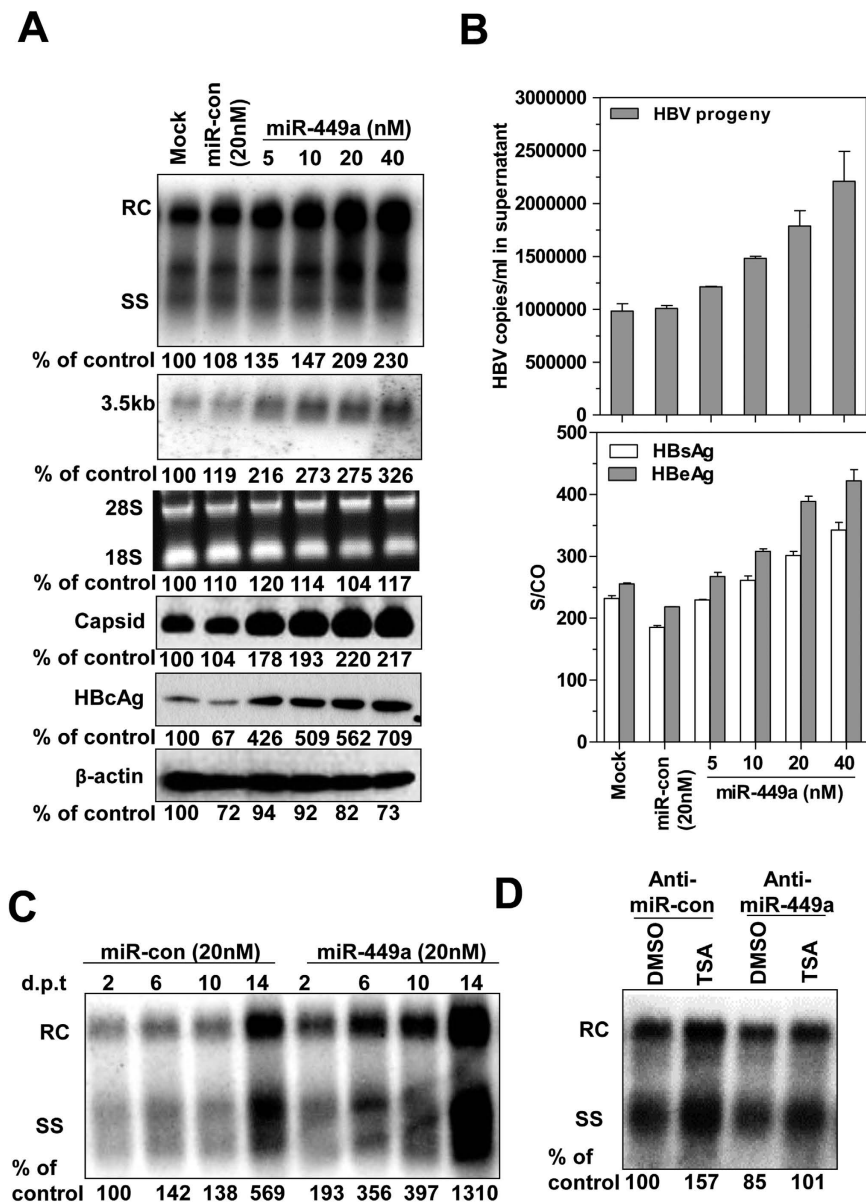 A
Mock
miR-con
(20nM)
miR-449a (nM)
5 10 20 40
RC
SS
% of control 100 108 135 147 209 230
3.5kb
% of control 100 119 216 273 275 326
28S
18S
% of control 100 110 120 114 104 117
Capsid
% of control 100 104 178 193 220 217
HBcAg
% of control 100 67 426 509 562 709
β-actin
% of control 100 72 94 92 82 73
B
HBV progeny
HBV copies/ml in supernatant
3000000
2500000
2000000
1500000
1000000
500000
0
HBsAg
HBeAg
S/CO
500
400
300
200
100
0
Mock
miR-con
(20nM)
5 10 20 40
miR-449a (nM)
C
miR-con (20nM) miR-449a (20nM)
d.p.t 2 6 10 14 2 6 10 14
RC
SS
% of
control 100 142 138 569 193 356 397 1310
D
Anti-
miR-con
Anti-
miR-449a
DMSO
TSA
DMSO
TSA
RC
SS
% of
control 100 157 85 101